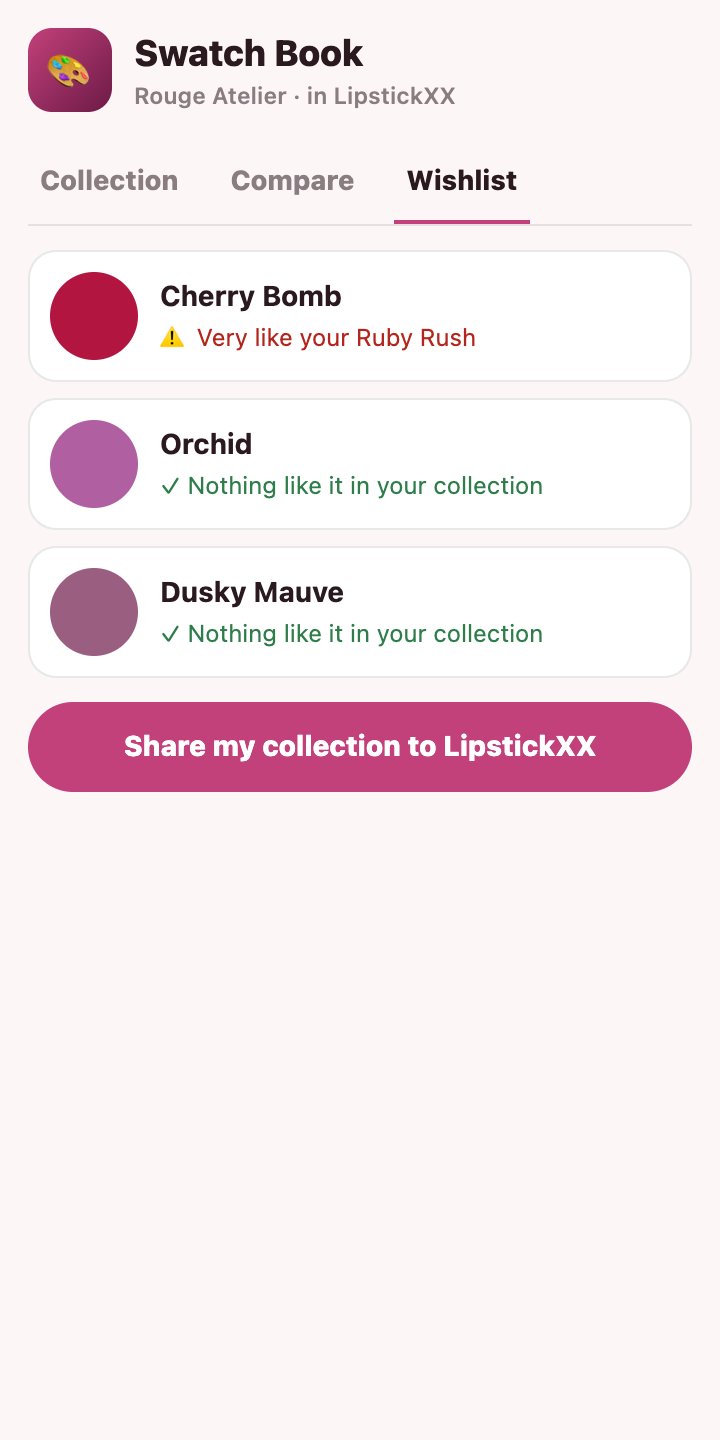 Swatch Book
Rouge Atelier · in LipstickXX
Collection Compare Wishlist
Cherry Bomb
⚠️ Very like your Ruby Rush
Orchid
✓ Nothing like it in your collection
Dusky Mauve
✓ Nothing like it in your collection
Share my collection to LipstickXX